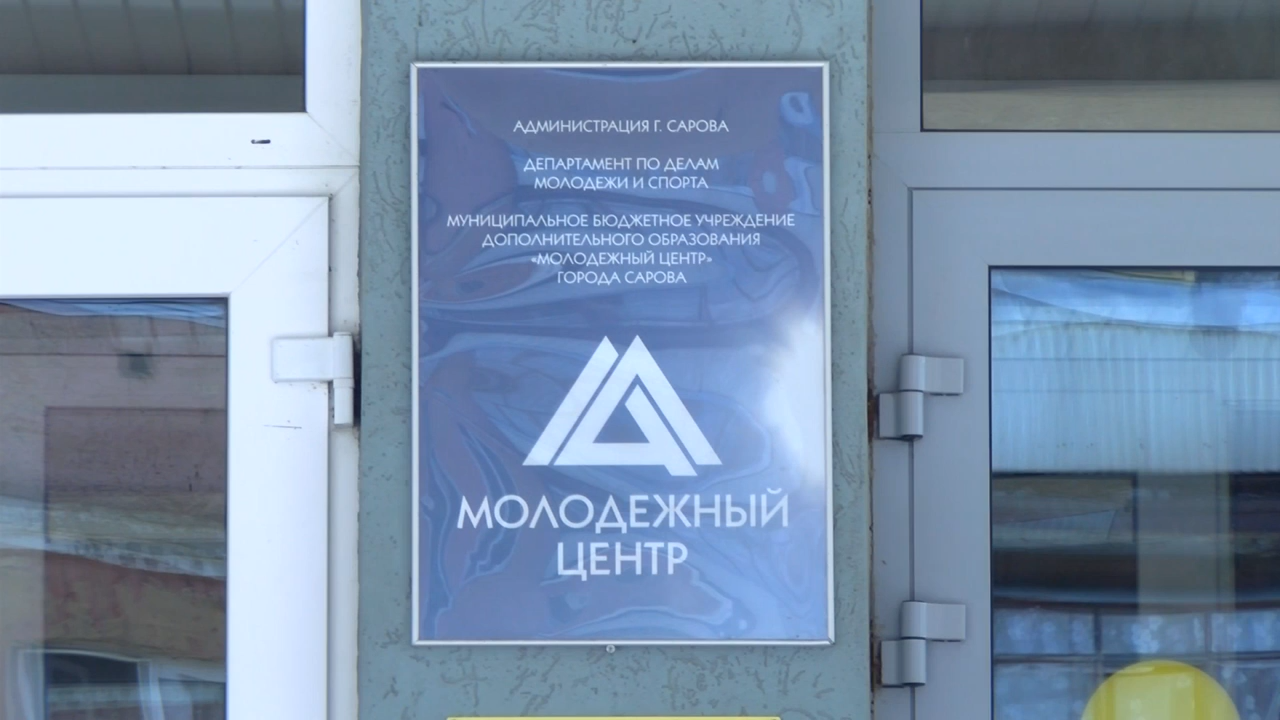 АДМИНИСТРАЦИЯ Г. САРОВА
ДЕПАРТАМЕНТ ПО ДЕЛАМ
МОЛОДЕЖИ И СПОРТА
МУНИЦИПАЛЬНОЕ БЮДЖЕТНОЕ УЧРЕЖДЕНИЕ
ДОПОЛНИТЕЛЬНОГО ОБРАЗОВАНИЯ
«МОЛОДЕЖНЫЙ ЦЕНТР»
ГОРОДА САРОВА
МОЛОДЕЖНЫЙ
ЦЕНТР